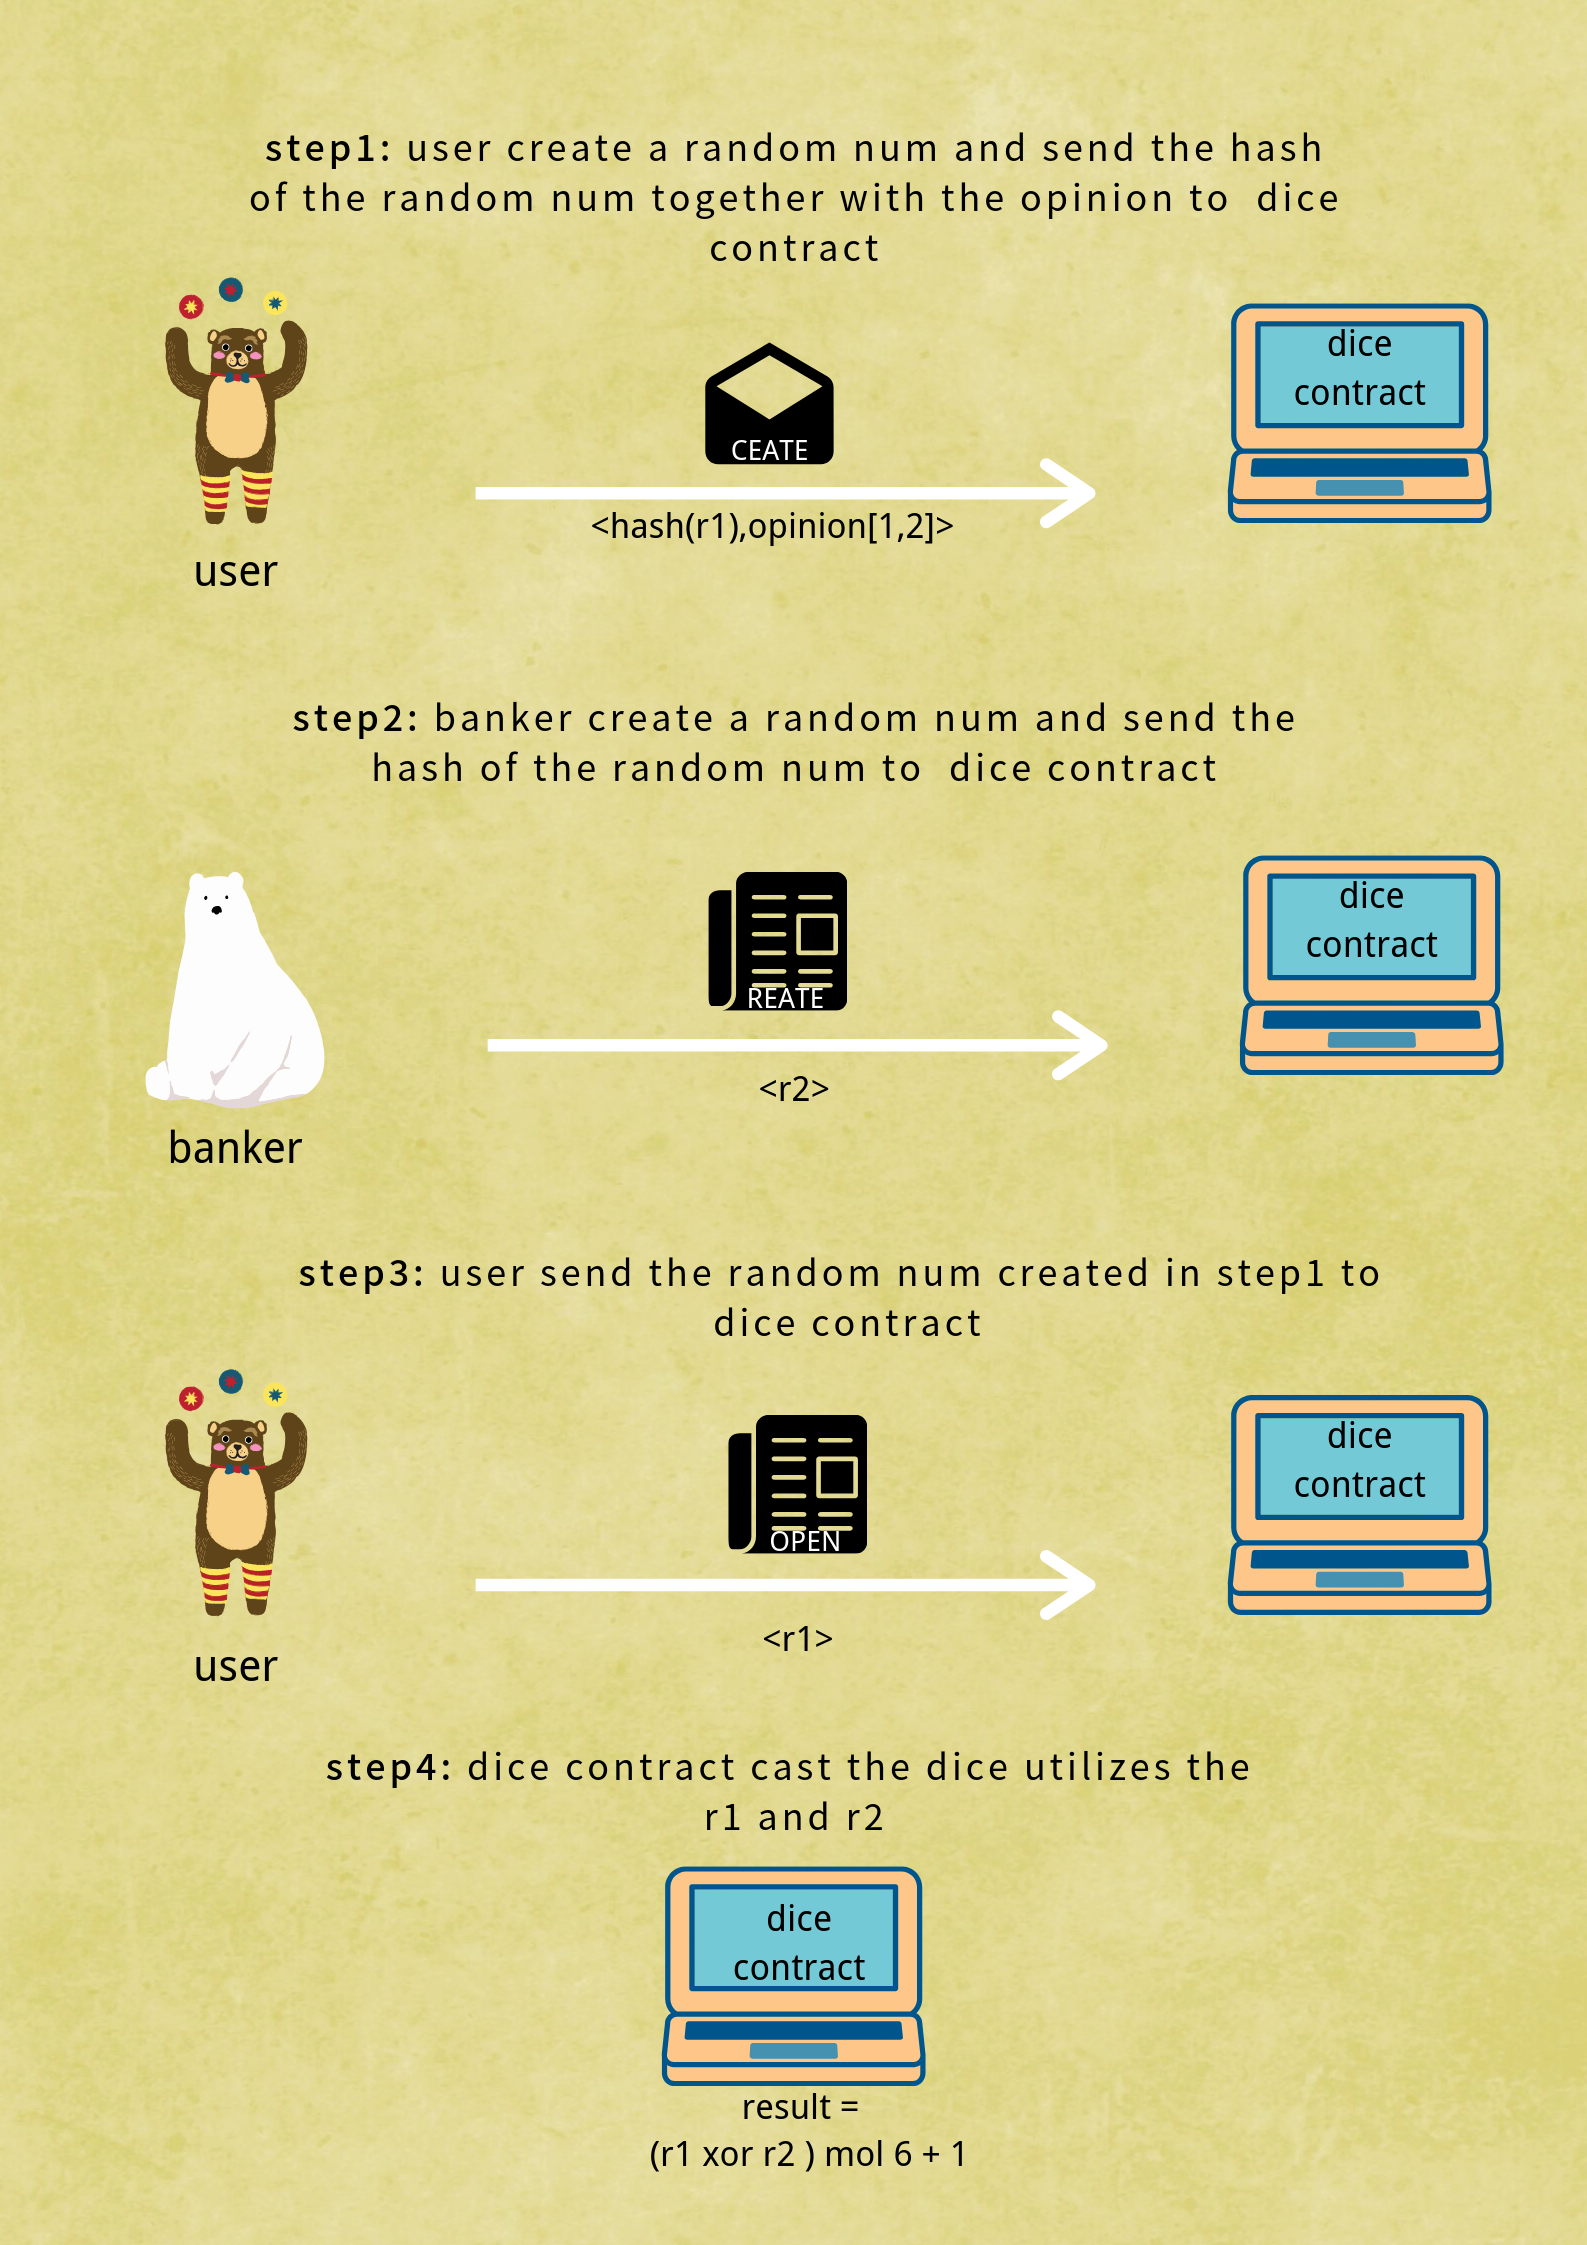 step1: user create a random num and send the hash
of the random num together with the opinion to dice
contract
dice
contract
CEATE
<hash(r1),opinion[1,2]>
user
step2: banker create a random num and send the
hash of the random num to dice contract
dice
contract
REATE
<r2>
banker
step3: user send the random num created in step1 to
dice contract
dice
contract
OPEN
<r1>
user
step4: dice contract cast the dice utilizes the
r1 and r2
dice
contract
result =
(r1 xor r2 ) mol 6 + 1